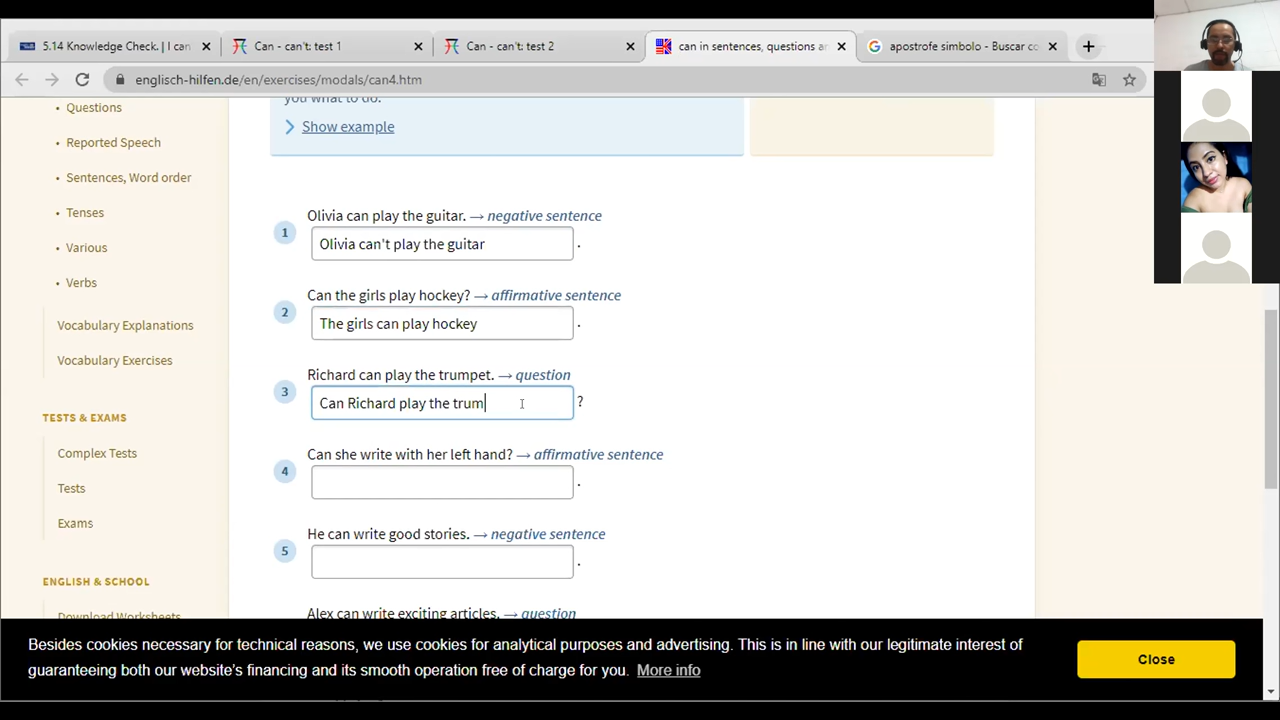 5.14 Knowledge Check. | I can
Can - can't: test 1
Can - can't: test 2
can in sentences, questions a
apostrofe simbolo - Buscar co
englisch-hilfen.de/en/exercises/modals/can4.htm
you what to do.
Show example
Questions
Reported Speech
Sentences, Word order
Tenses
Various
Verbs
Vocabulary Explanations
Vocabulary Exercises
TESTS & EXAMS
Complex Tests
Tests
Exams
ENGLISH & SCHOOL
Download Worksheets
Olivia can play the guitar. → negative sentence
1 Olivia can't play the guitar .
Can the girls play hockey? → affirmative sentence
2 The girls can play hockey .
Richard can play the trumpet. → question
3 Can Richard play the trum ?
Can she write with her left hand? → affirmative sentence
4 .
He can write good stories. → negative sentence
5 .
Alex can write exciting articles. → question
Besides cookies necessary for technical reasons, we use cookies for analytical purposes and advertising. This is in line with our legitimate interest of
guaranteeing both our website's financing and its smooth operation free of charge for you. More info
Close